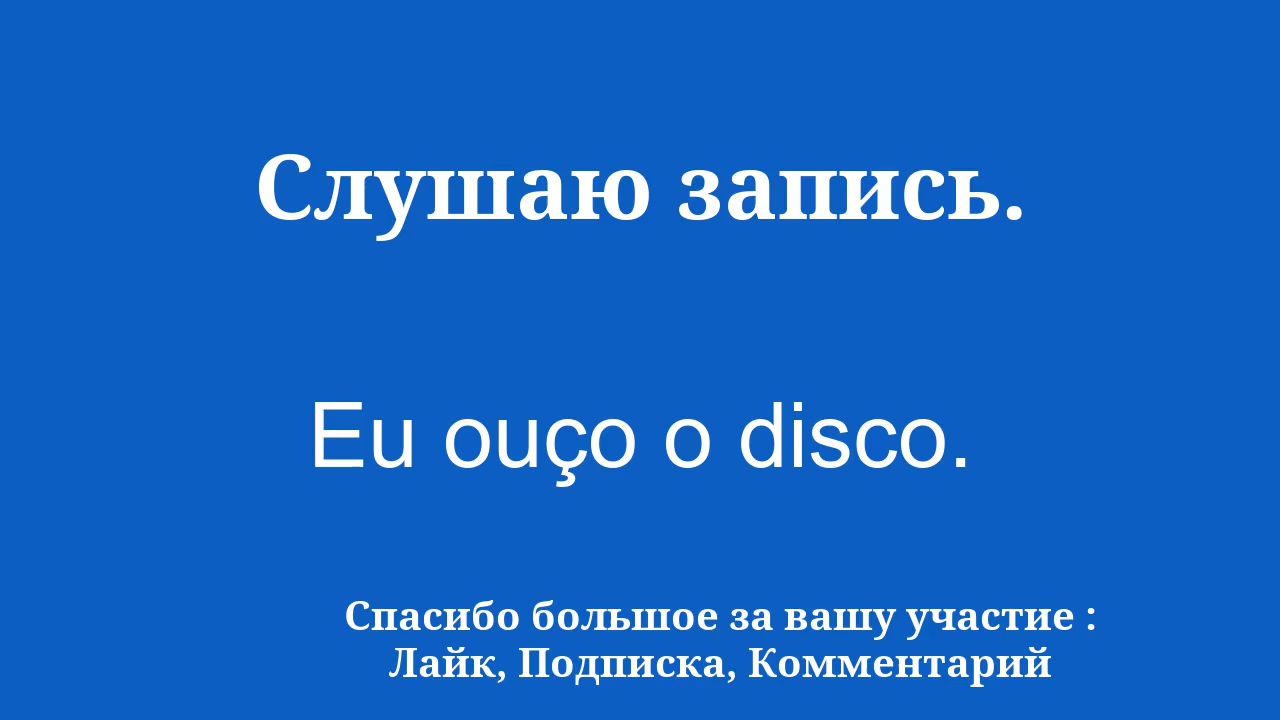 Слушаю запись.
Eu ouço o disco.
Спасибо большое за вашу участие :
Лайк, Подписка, Комментарий